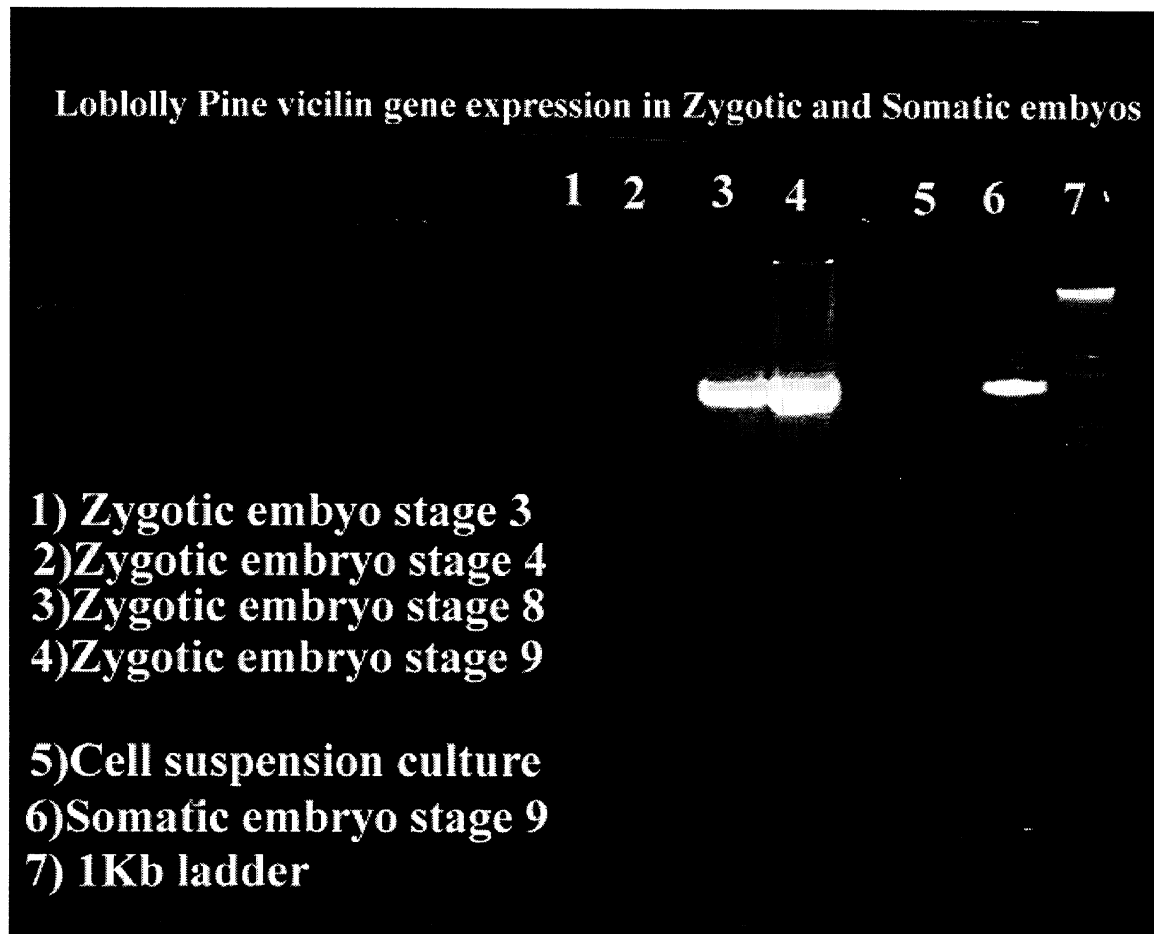 Loblolly Pine vicilin gene expression in Zygotic and Somatic embyos
1 2 3 4 5 6 7
1) Zygotic embyo stage 3
2)Zygotic embryo stage 4
3)Zygotic embryo stage 8
4)Zygotic embryo stage 9
5)Cell suspension culture
6)Somatic embryo stage 9
7) 1Kb ladder